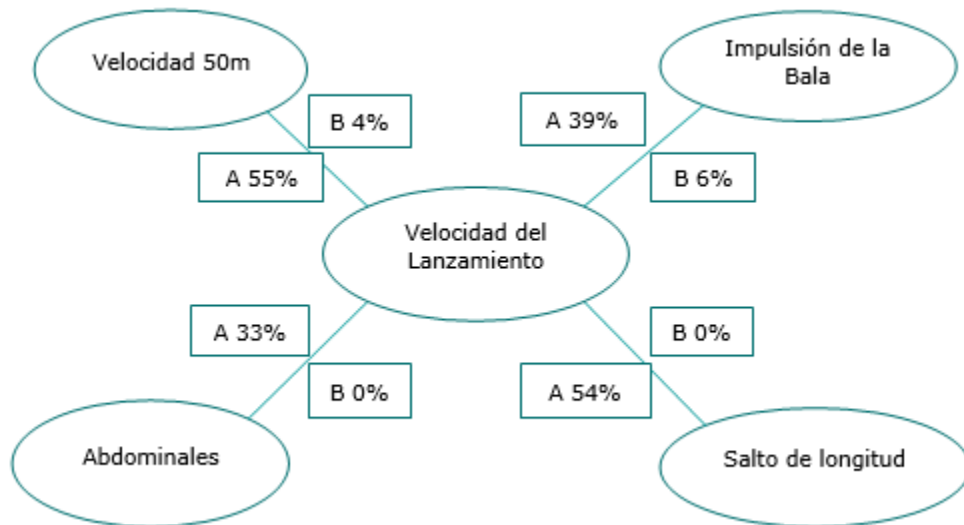 Velocidad 50m
Impulsión de la
Bala
B 4%
A 39%
A 55%
B 6%
Velocidad del
Lanzamiento
A 33%
B 0%
B 0%
A 54%
Abdominales
Salto de longitud